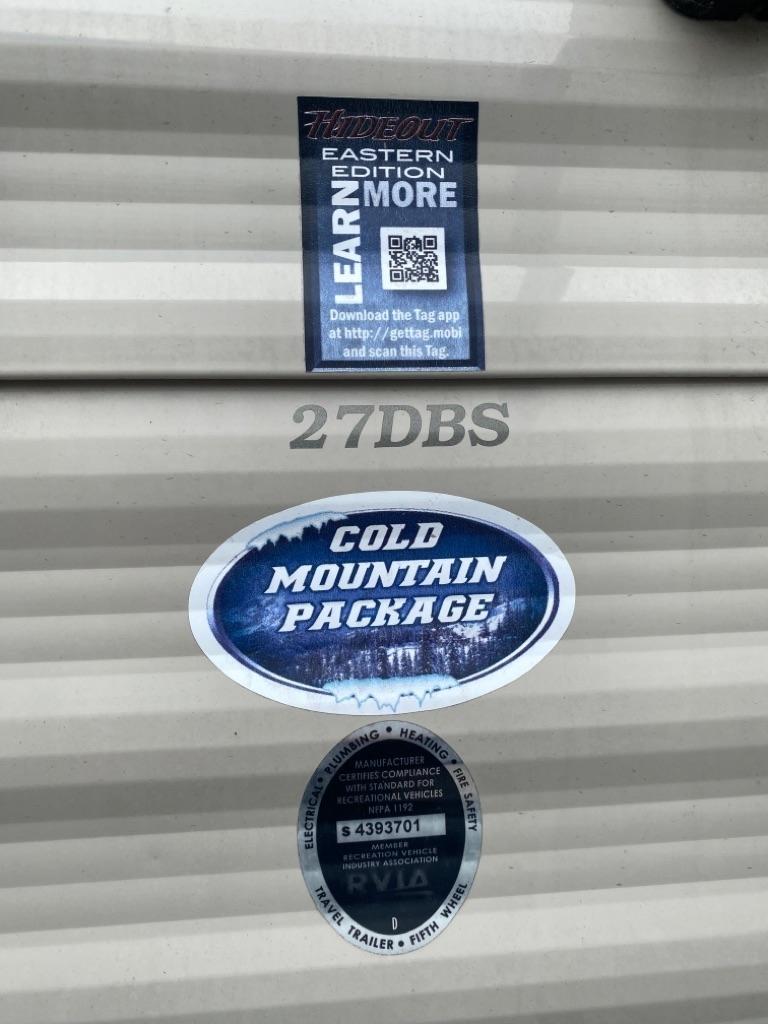 HIDEOUT
EASTERN
EDITION
LEARN
MORE
Download the Tag app
at http://gettag.mobi
and scan this Tag.
27DBS
COLD
MOUNTAIN
PACKAGE
ELECTRICAL • PLUMBING • HEATING • FIRE SAFETY
MANUFACTURER
CERTIFIES COMPLIANCE
WITH STANDARD FOR
RECREATIONAL VEHICLES
NFPA 1192
S 4393701
MEMBER
RECREATION VEHICLE
INDUSTRY ASSOCIATION
RVIA
D
TRAVEL TRAILER • FIFTH WHEEL